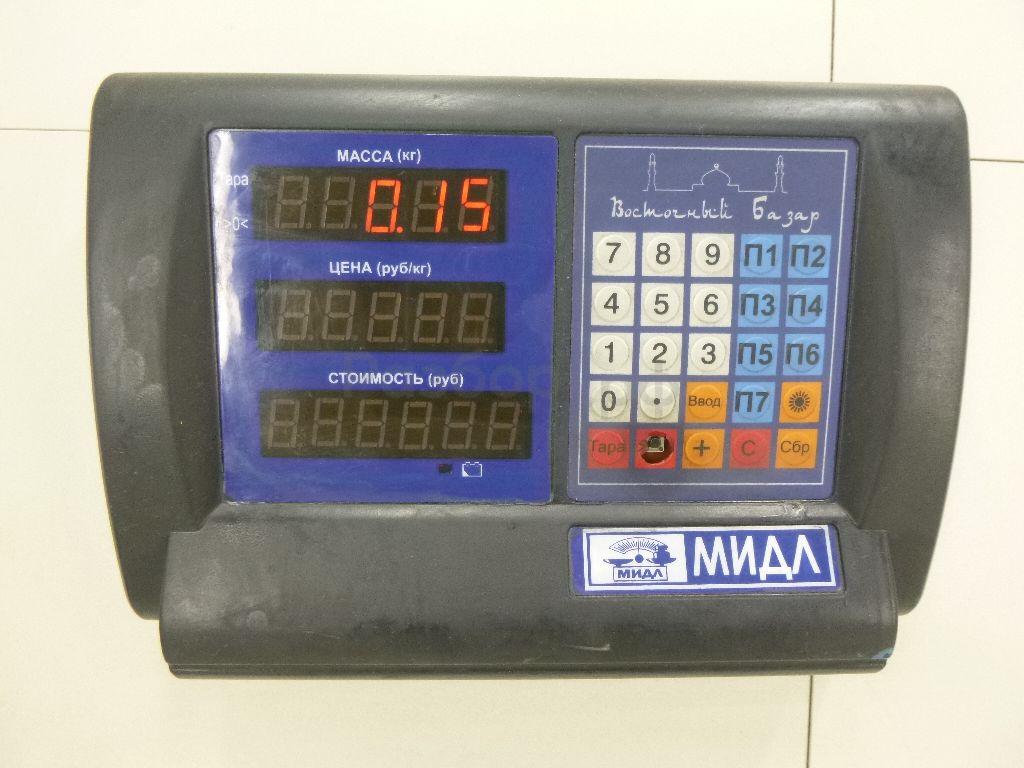 МАССА (кг)
0.15
>0<
ЦЕНА (руб/кг)
СТОИМОСТЬ (руб)
Восточный Базар
7 8 9 П1 П2
4 5 6 П3 П4
1 2 3 П5 П6
0 . Ввод П7
Тара + С Сбр
МИДЛ
МИДЛ